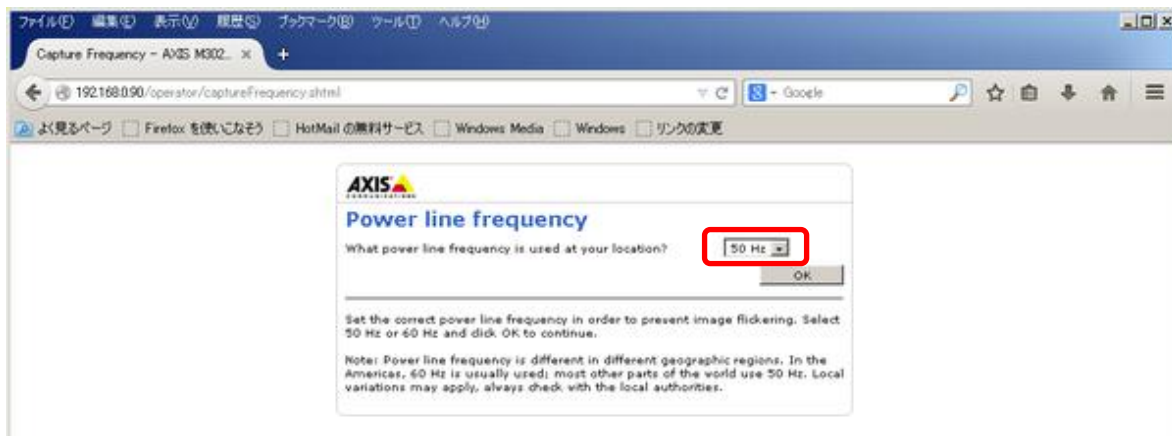 ファイル(F) 編集(E) 表示(V) 履歴(S) ブックマーク(B) ツール(T) ヘルプ(H)
Capture Frequency - AXIS M302...
192.168.0.90/operator/captureFrequency.shtml
Google
よく見るページ Firefox を使いこなそう HotMail の無料サービス Windows Media Windows リンクの変更
AXIS
COMMUNICATIONS
Power line frequency
What power line frequency is used at your location? 50 Hz
OK
Set the correct power line frequency in order to prevent image flickering. Select
50 Hz or 60 Hz and click OK to continue.
Note: Power line frequency is different in different geographic regions. In the
Americas, 60 Hz is usually used; most other parts of the world use 50 Hz. Local
variations may apply, always check with the local authorities.